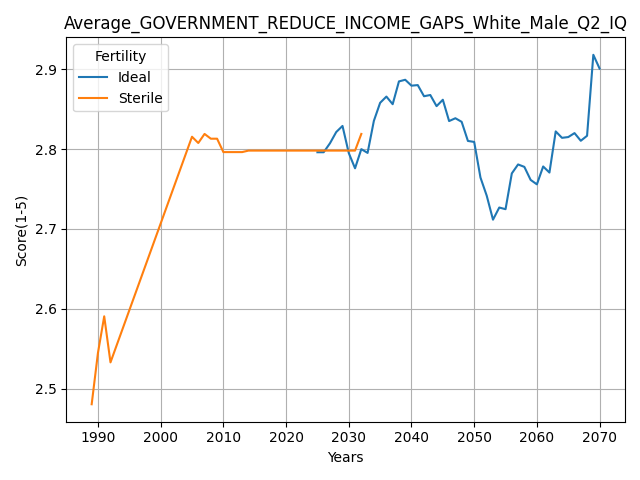 Average_GOVERNMENT_REDUCE_INCOME_GAPS_White_Male_Q2_IQ
Fertility
Ideal
Sterile
Score(1-5)
2.9
2.8
2.7
2.6
2.5
1990 2000 2010 2020 2030 2040 2050 2060 2070
Years